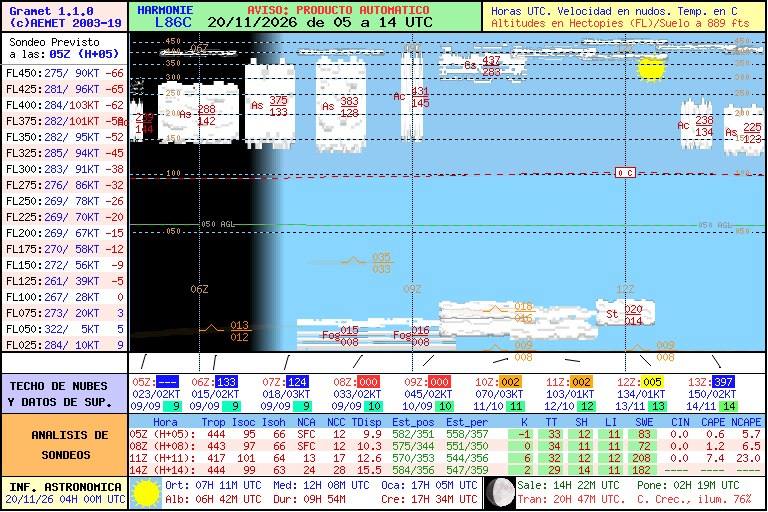 Gramet 1.1.0
(c)AEMET 2003-19
HARMONIE
L86C
AVISO: PRODUCTO AUTOMATICO
20/11/2026 de 05 a 14 UTC
Horas UTC. Velocidad en nudos. Temp. en C
Altitudes en Hectopies (FL)/Suelo a 889 fts
Sondeo Previsto
a las: 05Z (H+05)
FL450:275/ 90KT -66
FL425:281/ 96KT -65
FL400:284/103KT -62
FL375:282/101KT
FL350:282/ 95KT -52
FL325:285/ 94KT -45
FL300:283/ 91KT -38
FL275:276/ 86KT -32
FL250:269/ 78KT -26
FL225:269/ 70KT -20
FL200:269/ 67KT -15
FL175:270/ 58KT -12
FL150:272/ 56KT -9
FL125:261/ 39KT -5
FL100:267/ 28KT 0
FL075:273/ 20KT 3
FL050:322/ 5KT 5
FL025:284/ 10KT 9
450
400
350
300
250
200
150
100
050
050 AGL
06Z
09Z
12Z
As 288
142
As 375
133
As 383
128
Ac 431
145
Cs 437
283
Ac 238
134
As 225
123
0 C
035
033
013
012
Fog 015
008
Fog 016
008
018
016
St 020
014
009
008
009
008
TECHO DE NUBES
Y DATOS DE SUP.
05Z: --- 06Z: 133 07Z: 124 08Z: 000 09Z: 000 10Z: 002 11Z: 002 12Z: 005 13Z: 397
023/02KT 015/02KT 018/03KT 033/02KT 045/02KT 070/03KT 103/01KT 134/01KT 150/02KT
09/09 9 09/09 9 09/09 9 09/09 10 09/09 10 11/10 11 12/11 12 13/11 13 14/11 14
ANALISIS DE
SONDEOS
Hora Trop Isoc Isoh NCA NCC TDisp Est_por Est_per K TT SH LI SWE CIN CAPE NCAPE
05Z (H+05): 444 95 66 SFC 12 9.9 582/351 558/357 -1 33 12 11 83 0.0 0.6 5.7
08Z (H+08): 443 97 66 SFC 12 10.3 575/344 570/357 0 34 11 11 72 0.0 1.2 6.5
11Z (H+11): 417 101 64 13 17 12.6 570/353 544/336 6 32 12 12 208 0.0 7.4 23.0
14Z (H+14): 444 99 63 24 28 15.5 584/356 547/359 2 29 14 11 182 ---- ---- ----
INF. ASTRONOMICA
20/11/26 04H 00M UTC
Ort: 07H 11M UTC Med: 12H 08M UTC Oca: 17H 05M UTC
Alb: 06H 42M UTC Dur: 09H 54M Cre: 17H 34M UTC
Sale: 14H 22M UTC Pone: 02H 19M UTC
Tran: 20H 47M UTC. C. Crec., ilum. 76%